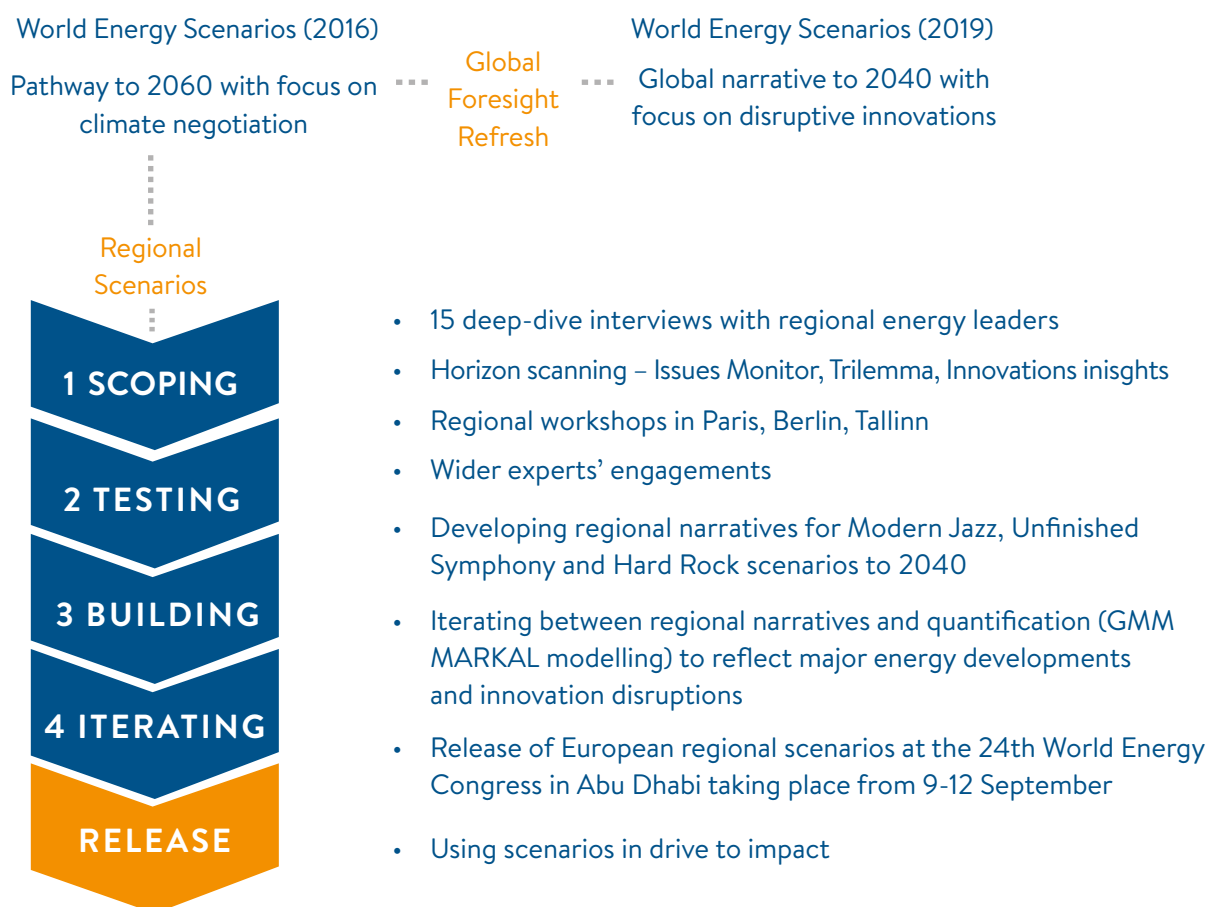 World Energy Scenarios (2016)
Pathway to 2060 with focus on
climate negotiation
Global
Foresight
Refresh
World Energy Scenarios (2019)
Global narrative to 2040 with
focus on disruptive innovations
Regional
Scenarios
1 SCOPING
2 TESTING
3 BUILDING
4 ITERATING
RELEASE
• 15 deep-dive interviews with regional energy leaders
• Horizon scanning – Issues Monitor, Trilemma, Innovations inisghts
• Regional workshops in Paris, Berlin, Tallinn
• Wider experts’ engagements
• Developing regional narratives for Modern Jazz, Unfinished
Symphony and Hard Rock scenarios to 2040
• Iterating between regional narratives and quantification (GMM
MARKAL modelling) to reflect major energy developments
and innovation disruptions
• Release of European regional scenarios at the 24th World Energy
Congress in Abu Dhabi taking place from 9-12 September
• Using scenarios in drive to impact